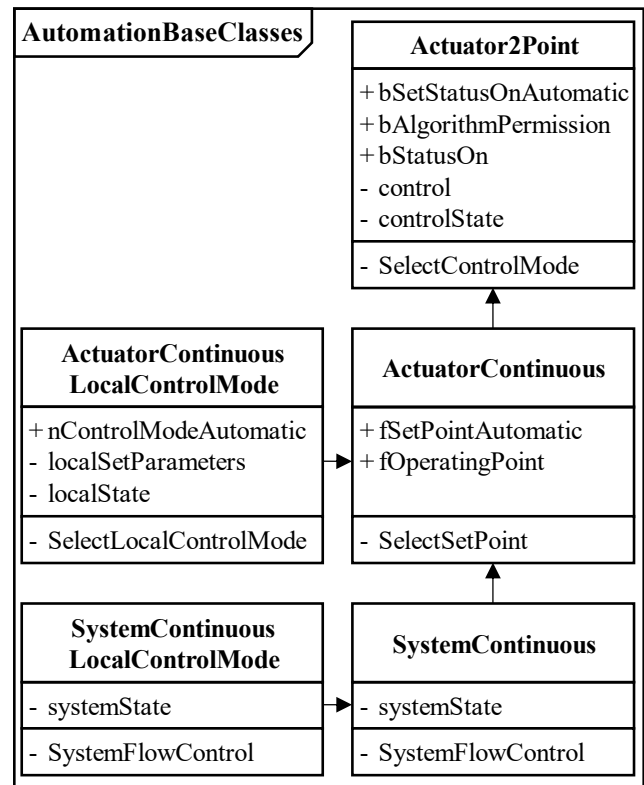 AutomationBaseClasses
Actuator2Point
+ bSetStatusOnAutomatic
+ bAlgorithmPermission
+ bStatusOn
- control
- controlState
- SelectControlMode
ActuatorContinuous
LocalControlMode
+ nControlModeAutomatic
- localSetParameters
- localState
- SelectLocalControlMode
ActuatorContinuous
+ fSetPointAutomatic
+ fOperatingPoint
- SelectSetPoint
SystemContinuous
LocalControlMode
- systemState
- SystemFlowControl
SystemContinuous
- systemState
- SystemFlowControl